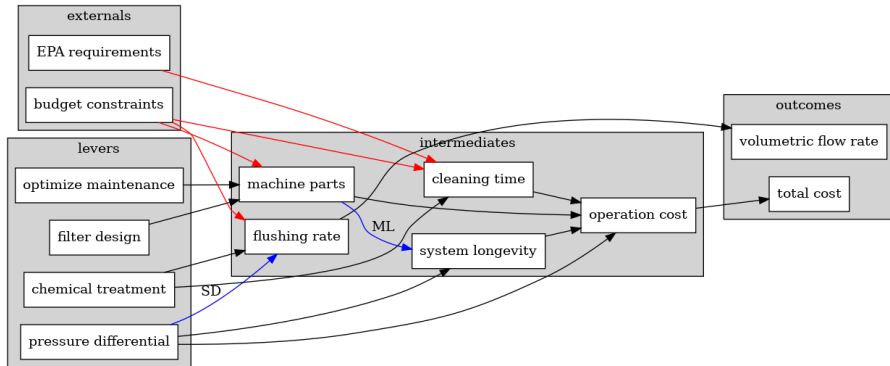 externals
EPA requirements
budget constraints
levers
optimize maintenance
filter design
chemical treatment
pressure differential
SD
intermediates
machine parts
flushing rate
ML
cleaning time
system longevity
operation cost
outcomes
volumetric flow rate
total cost